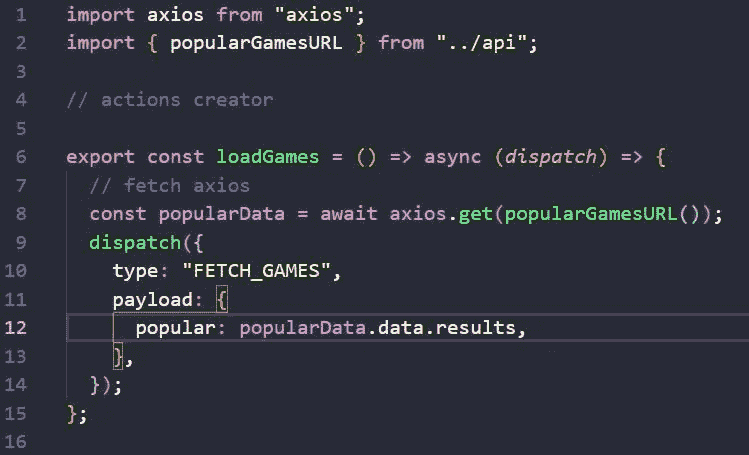 1 import axios from "axios";
2 import { popularGamesURL } from "../api";
3
4 // actions creator
5
6 export const loadGames = () => async (dispatch) => {
7   // fetch axios
8   const popularData = await axios.get(popularGamesURL());
9   dispatch({
10     type: "FETCH_GAMES",
11     payload: {
12       popular: popularData.data.results,
13     },
14   });
15 };
16